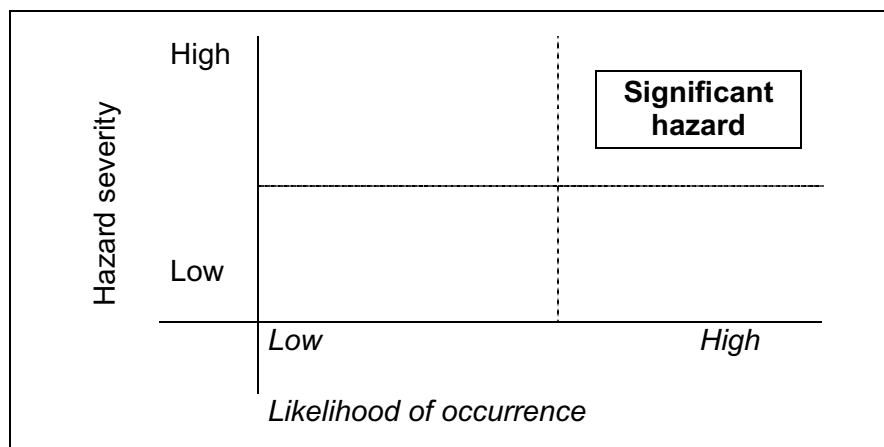 High
Significant
hazard
Hazard severity
Low
Low
High
Likelihood of occurrence